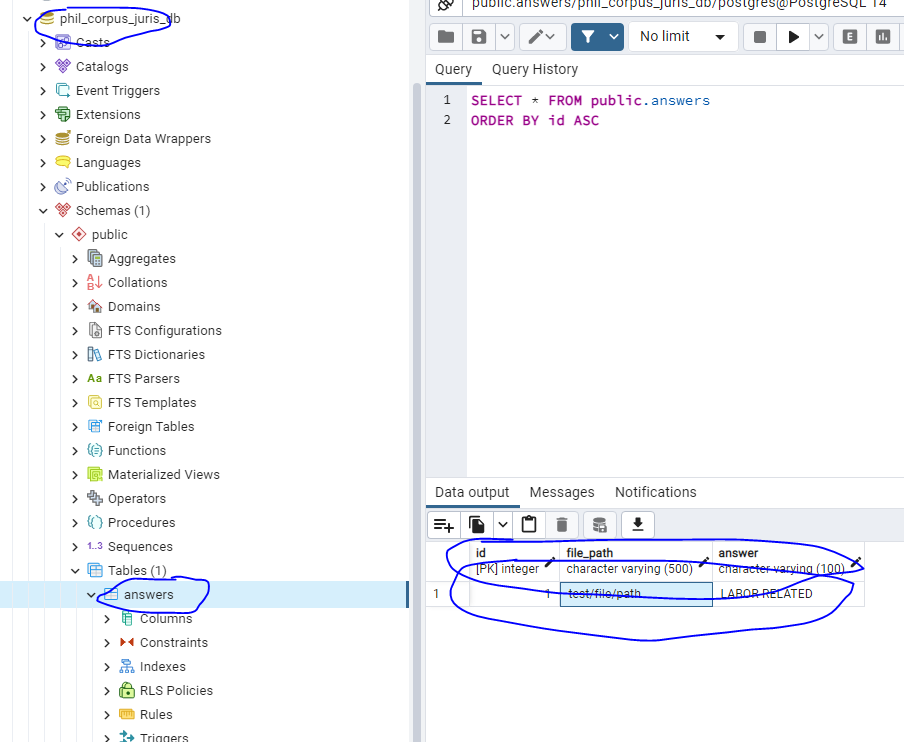 phil_corpus_juris_db
Casts
Catalogs
Event Triggers
Extensions
Foreign Data Wrappers
Languages
Publications
Schemas (1)
public
Aggregates
Collations
Domains
FTS Configurations
FTS Dictionaries
Aa FTS Parsers
FTS Templates
Foreign Tables
Functions
Materialized Views
Operators
Procedures
1..3 Sequences
Tables (1)
answers
Columns
Constraints
Indexes
RLS Policies
Rules
Triggers
public.answers/phil_corpus_juris_db/postgres@PostgreSQL 14
No limit
E
Query Query History
1 SELECT * FROM public.answers
2 ORDER BY id ASC
Data output Messages Notifications
id file_path answer
[PK] integer character varying (500) character varying (100)
1 1 test/file/path LABOR RELATED